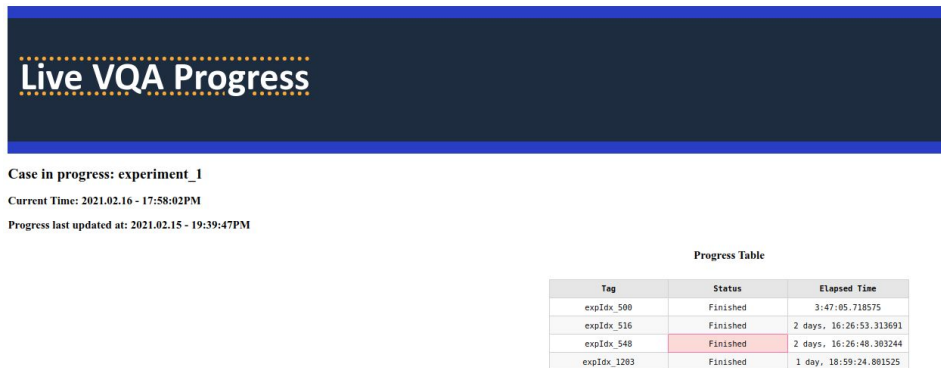 Live VQA Progress
Case in progress: experiment_1
Current Time: 2021.02.16 - 17:58:02PM
Progress last updated at: 2021.02.15 - 19:39:47PM
Progress Table
Tag Status Elapsed Time
expIdx_500 Finished 3:47:05.718575
expIdx_516 Finished 2 days, 16:26:53.313691
expIdx_548 Finished 2 days, 16:26:48.303244
expIdx_1203 Finished 1 day, 18:59:24.801525